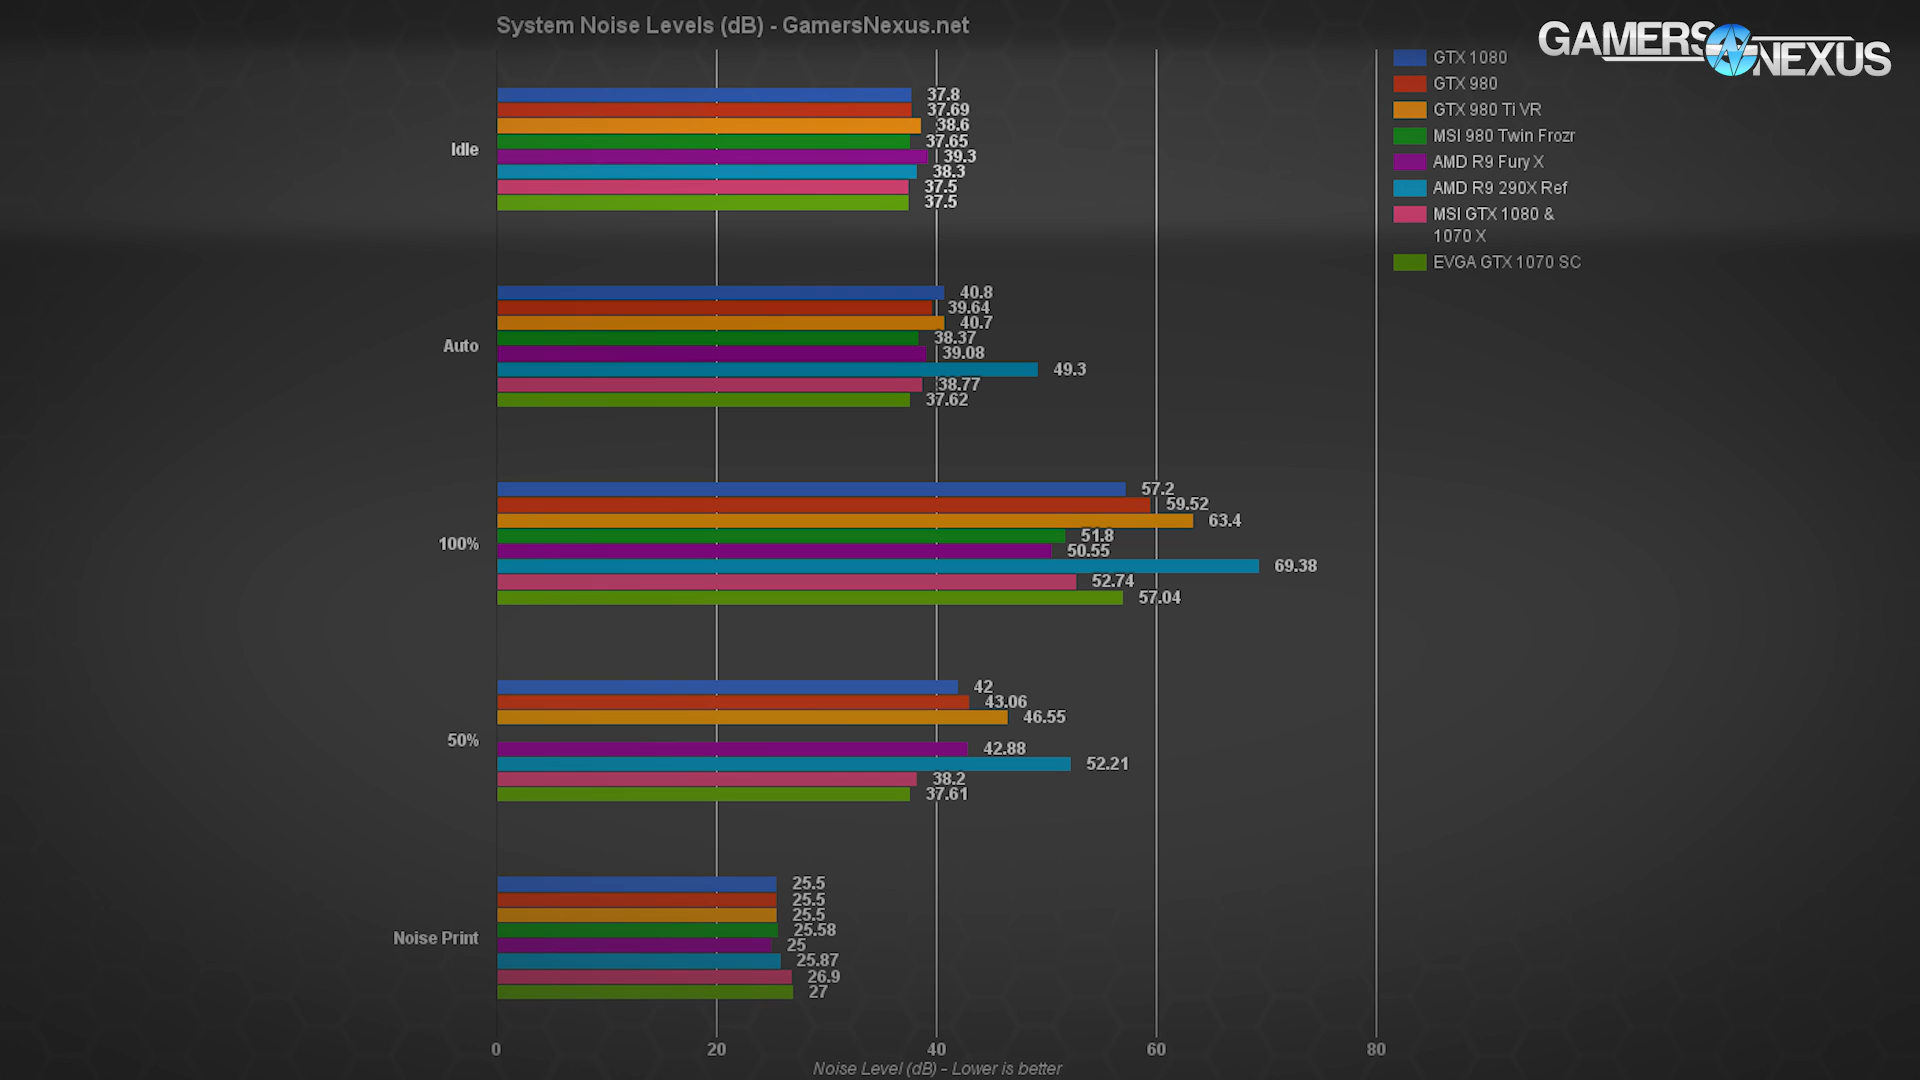 System Noise Levels (dB) - GamersNexus.net
GAMERS NEXUS
GTX 1080
GTX 980
GTX 980 Ti VR
MSI 980 Twin Frozr
AMD R9 Fury X
AMD R9 290X Ref
MSI GTX 1080 &
1070 X
EVGA GTX 1070 SC
Idle
37.8
37.69
38.6
37.65
39.3
38.3
37.5
37.5
Auto
40.8
39.64
40.7
38.37
39.08
49.3
38.77
37.62
100%
57.2
59.52
63.4
51.8
50.55
69.38
52.74
57.04
50%
42
43.06
46.55
42.88
52.21
38.2
37.61
Noise Print
25.5
25.5
25.5
25.58
25
25.87
26.9
27
0 20 40 60 80
Noise Level (dB) - Lower is better